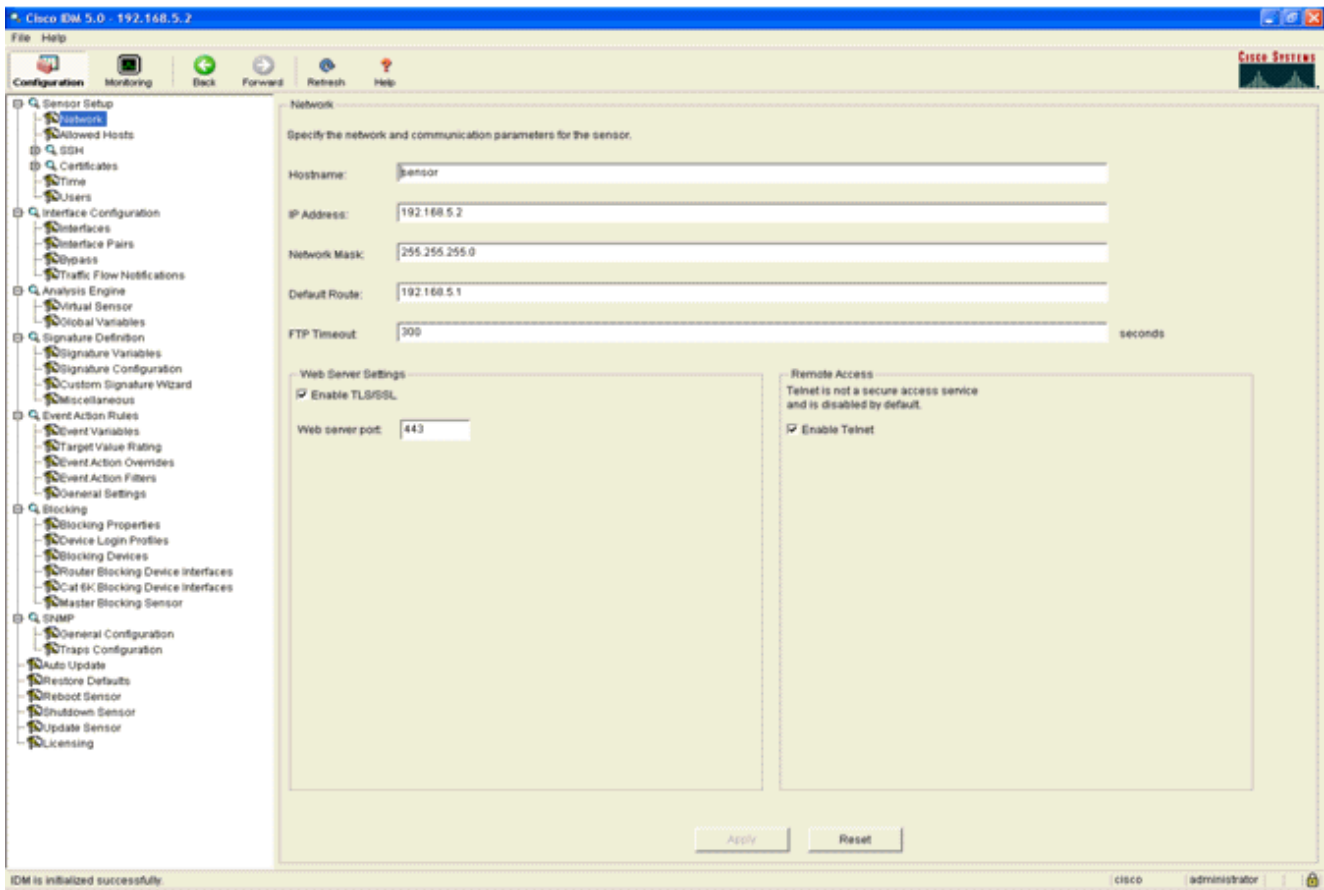 Cisco IDM 5.0 - 192.168.5.2
File Help
Configuration Monitoring Back Forward Refresh Help
CISCO SYSTEMS
Sensor Setup
Network
Allowed Hosts
SSH
Certificates
Time
Users
Interface Configuration
Interfaces
Interface Pairs
Bypass
Traffic Flow Notifications
Analysis Engine
Virtual Sensor
Global Variables
Signature Definition
Signature Variables
Signature Configuration
Custom Signature Wizard
Miscellaneous
Event Action Rules
Event Variables
Target Value Rating
Event Action Overrides
Event Action Filters
General Settings
Blocking
Blocking Properties
Device Login Profiles
Blocking Devices
Router Blocking Device Interfaces
Cat 6K Blocking Device Interfaces
Master Blocking Sensor
SNMP
General Configuration
Traps Configuration
Auto Update
Restore Defaults
Reboot Sensor
Shutdown Sensor
Update Sensor
Licensing
Network
Specify the network and communication parameters for the sensor.
Hostname: sensor
IP Address: 192.168.5.2
Network Mask: 255.255.255.0
Default Route: 192.168.5.1
FTP Timeout: 300 seconds
Web Server Settings
Enable TLS/SSL
Web server port: 443
Remote Access
Telnet is not a secure access service
and is disabled by default.
Enable Telnet
Apply Reset
IDM is initialized successfully.
cisco administrator